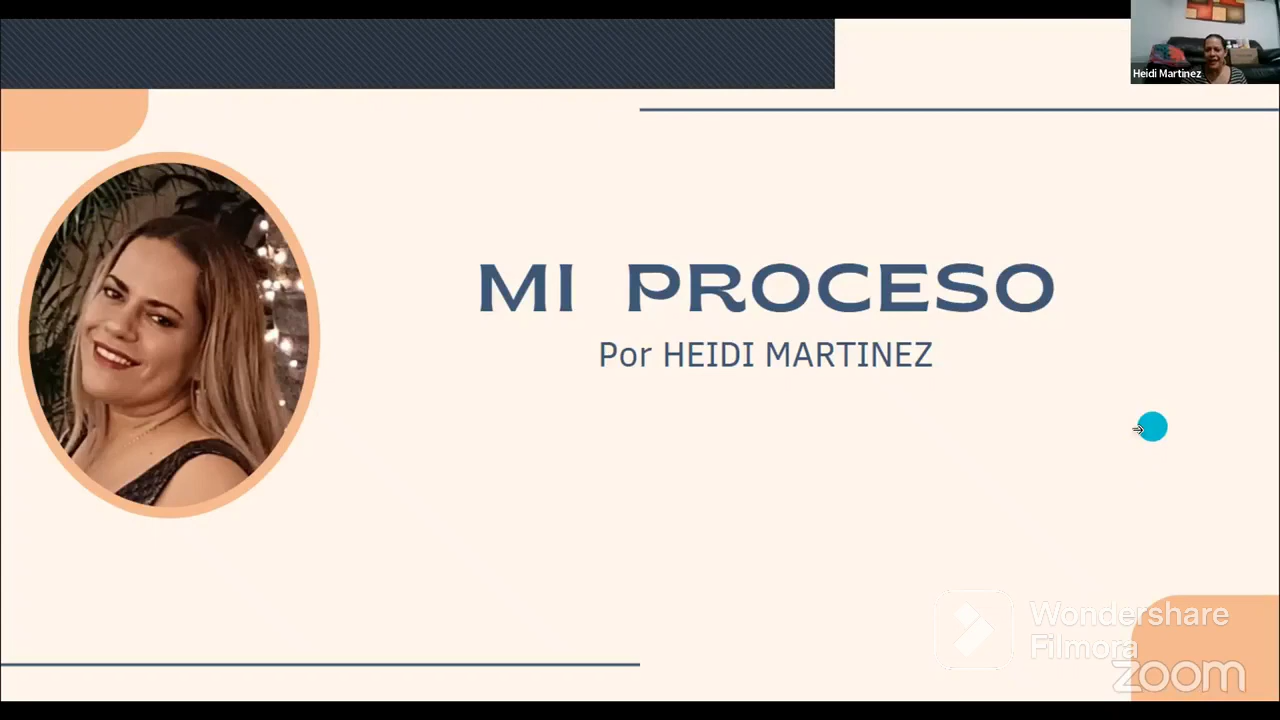 Heidi Martinez
MI PROCESO
Por HEIDI MARTINEZ
Wondershare
Filmora
zoom